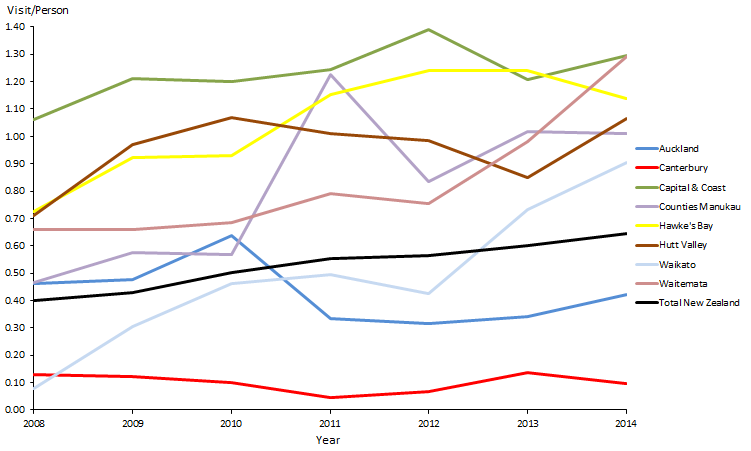 Visit/Person
1.40
1.30
1.20
1.10
1.00
0.90
0.80
0.70
0.60
0.50
0.40
0.30
0.20
0.10
0.00
2008 2009 2010 2011 2012 2013 2014
Year
Auckland
Canterbury
Capital & Coast
Counties Manukau
Hawke's Bay
Hutt Valley
Waikato
Waitemata
Total New Zealand